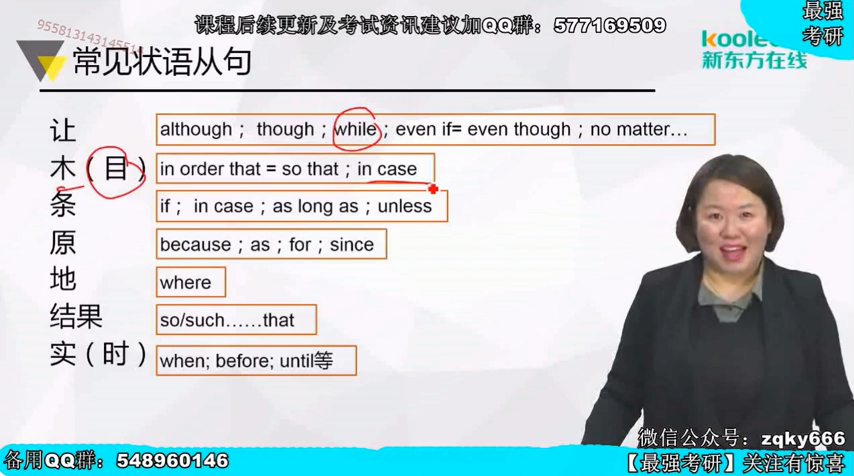 课程后续更新及考试资讯建议加QQ群：577169509
最强
考研
955813143145518
koole
新东方在线
常见状语从句
让 although； though；while；even if= even though；no matter…
木（目） in order that = so that；in case
条 if； in case；as long as；unless
原 because；as；for；since
地 where
结果 so/such……that
实（时） when; before; until等
微信公众号：zqky666
备用QQ群：548960146
【最强考研】关注有惊喜